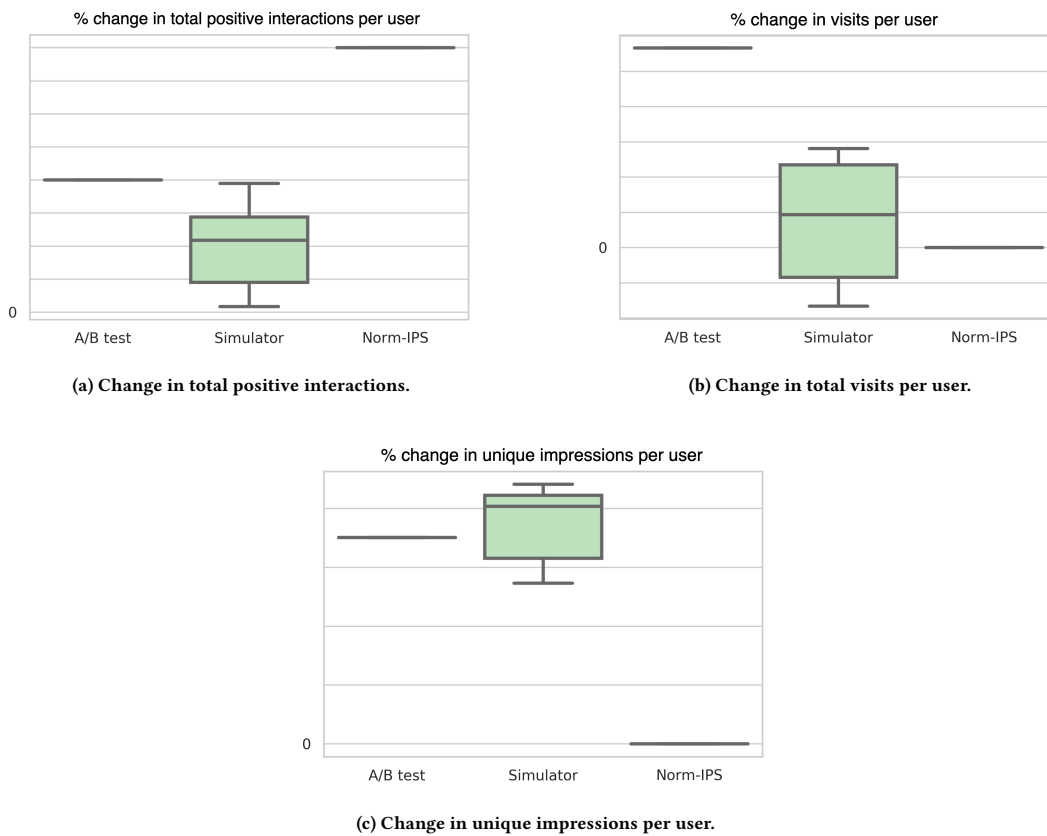 % change in total positive interactions per user
0
A/B test Simulator Norm-IPS
(a) Change in total positive interactions.
% change in visits per user
0
A/B test Simulator Norm-IPS
(b) Change in total visits per user.
% change in unique impressions per user
0
A/B test Simulator Norm-IPS
(c) Change in unique impressions per user.